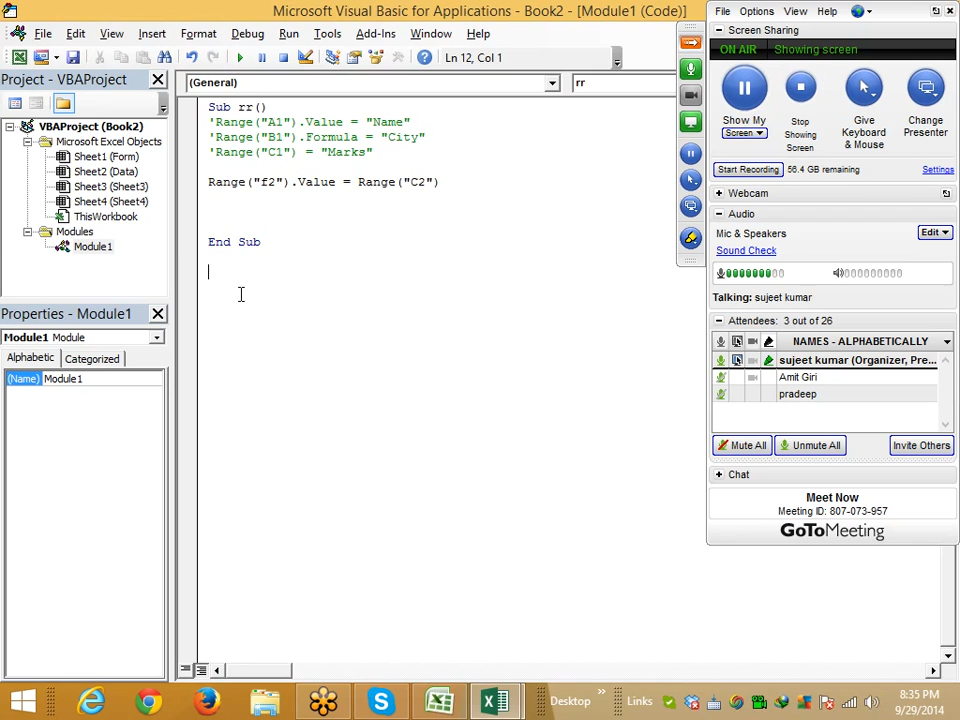 Microsoft Visual Basic for Applications - Book2 - [Module1 (Code)]
File Edit View Insert Format Debug Run Tools Add-Ins Window Help
Ln 12, Col 1
Project - VBAProject
(General)
rr
VBAProject (Book2)
Microsoft Excel Objects
Sheet1 (Form)
Sheet2 (Data)
Sheet3 (Sheet3)
Sheet4 (Sheet4)
ThisWorkbook
Modules
Module1
Sub rr()
'Range("A1").Value = "Name"
'Range("B1").Formula = "City"
'Range("C1") = "Marks"
Range("f2").Value = Range("C2")
End Sub
Properties - Module1
Module1 Module
Alphabetic Categorized
(Name) Module1
File Options View Help
Screen Sharing
ON AIR Showing screen
Show My
Screen
Stop
Showing
Screen
Give
Keyboard
& Mouse
Change
Presenter
Start Recording 56.4 GB remaining Settings
Webcam
Audio
Mic & Speakers Edit
Sound Check
Talking: sujeet kumar
Attendees: 3 out of 26
NAMES - ALPHABETICALLY
sujeet kumar (Organizer, Pre...
Amit Giri
pradeep
Mute All Unmute All Invite Others
Chat
Meet Now
Meeting ID: 807-073-957
GoToMeeting
Desktop Links
8:35 PM
9/29/2014